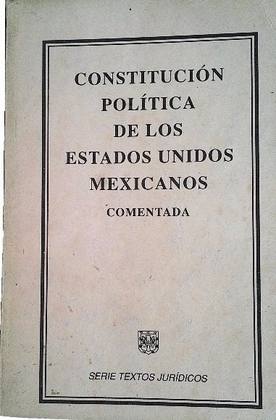 CONSTITUCIÓN
POLÍTICA
DE LOS
ESTADOS UNIDOS
MEXICANOS
COMENTADA
SERIE TEXTOS JURÍDICOS